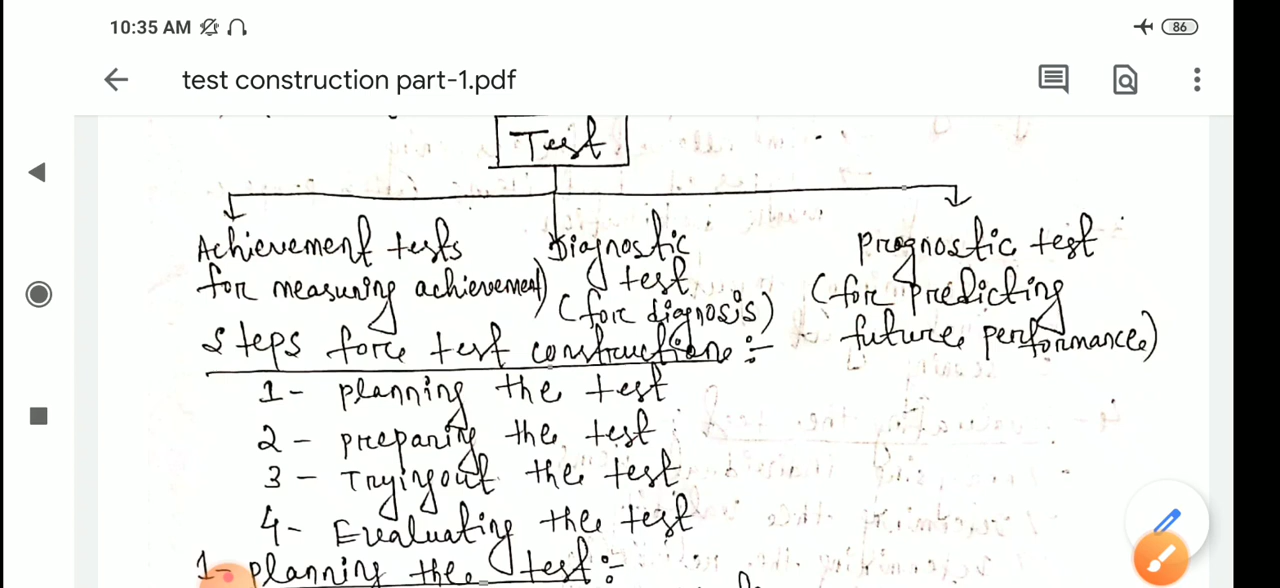 10:35 AM
86
test construction part-1.pdf
Test
Achievement tests
for measuring achievement)
Diagnostic
test
(for diagnosis)
Prognostic test
(for predicting
future performance)
Steps for test construction :-
1- planning the test
2- preparing the test
3- Trying out the test
4- Evaluating the test
1- planning the test :-